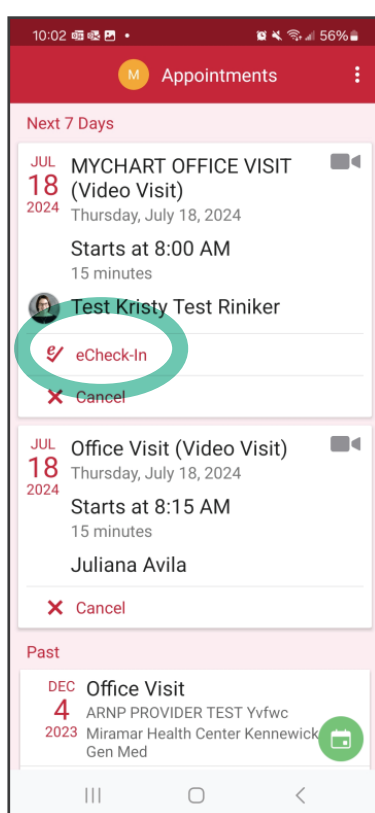 10:02 56%
M Appointments
Next 7 Days
JUL
18
2024
MYCHART OFFICE VISIT
(Video Visit)
Thursday, July 18, 2024
Starts at 8:00 AM
15 minutes
Test Kristy Test Riniker
eCheck-In
Cancel
JUL
18
2024
Office Visit (Video Visit)
Thursday, July 18, 2024
Starts at 8:15 AM
15 minutes
Juliana Avila
Cancel
Past
DEC
4
2023
Office Visit
ARNP PROVIDER TEST Yvfwc
Miramar Health Center Kennewick
Gen Med